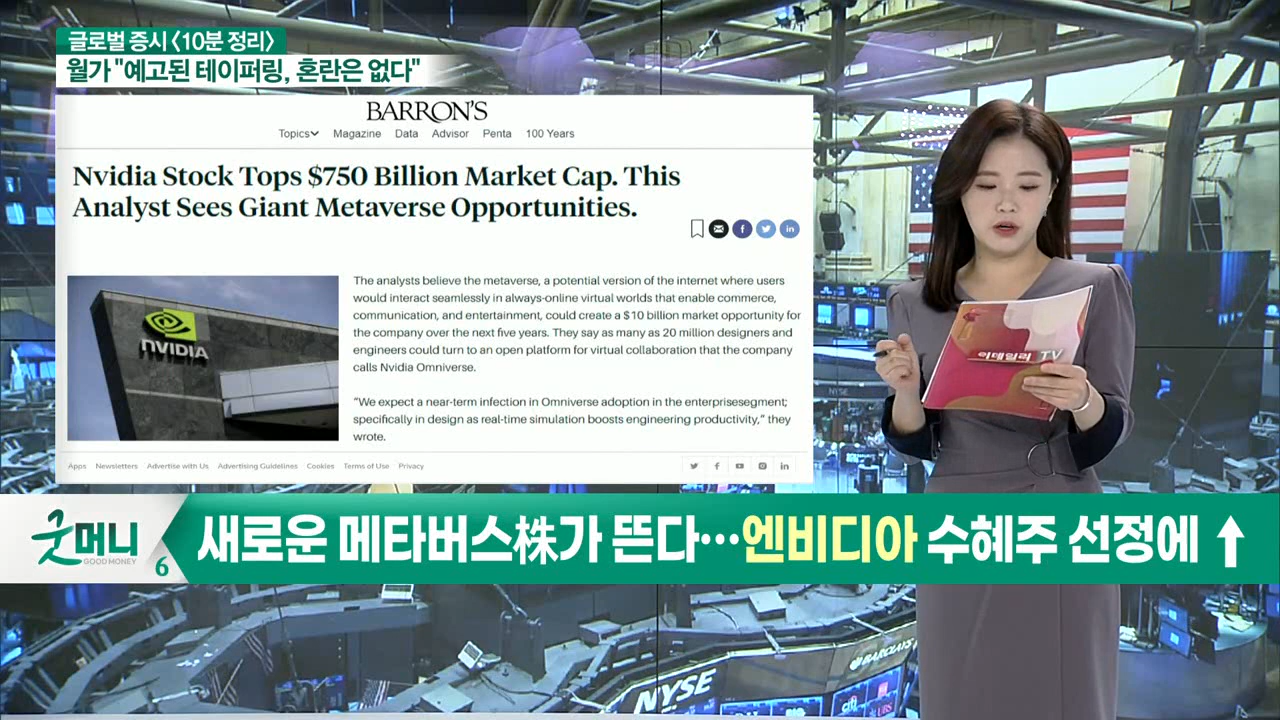 글로벌 증시 <10분 정리>
월가 "예고된 테이퍼링, 혼란은 없다"
BARRON'S
Topics Magazine Data Advisor Penta 100 Years
Nvidia Stock Tops $750 Billion Market Cap. This
Analyst Sees Giant Metaverse Opportunities.
The analysts believe the metaverse, a potential version of the internet where users
would interact seamlessly in always-online virtual worlds that enable commerce,
communication, and entertainment, could create a $10 billion market opportunity for
the company over the next five years. They say as many as 20 million designers and
engineers could turn to an open platform for virtual collaboration that the company
calls Nvidia Omniverse.
NVIDIA
"We expect a near-term infection in Omniverse adoption in the enterprisesegment;
specifically in design as real-time simulation boosts engineering productivity," they
wrote.
Apps Newsletters Advertise with Us Advertising Guidelines Cookies Terms of Use Privacy
이데일리 TV
굿머니
GOOD MONEY
6
새로운 메타버스株가 뜬다…엔비디아 수혜주 선정에 ↑
BARCLAYS
NYSE
citi
UBS